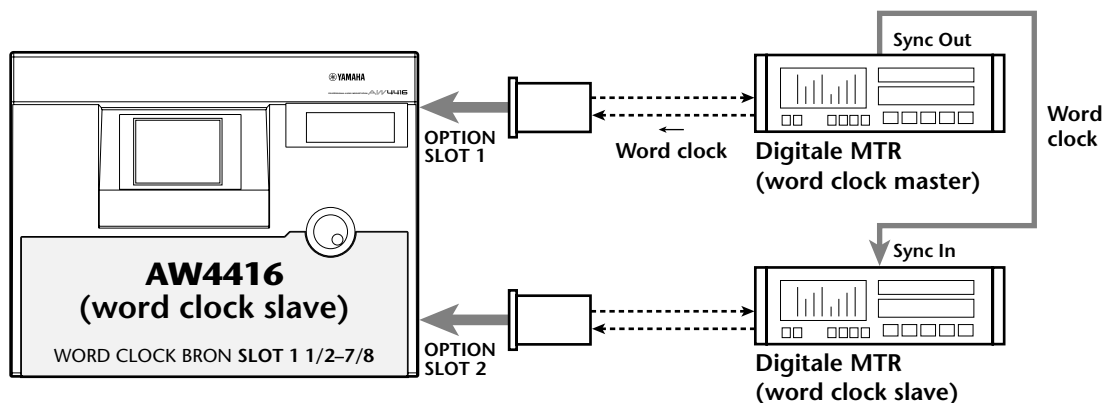 YAMAHA
AW4416
OPTION
SLOT 1
Word clock
Sync Out
Digitale MTR
(word clock master)
Word
clock
AW4416
(word clock slave)
WORD CLOCK BRON SLOT 1 1/2–7/8
OPTION
SLOT 2
Sync In
Digitale MTR
(word clock slave)